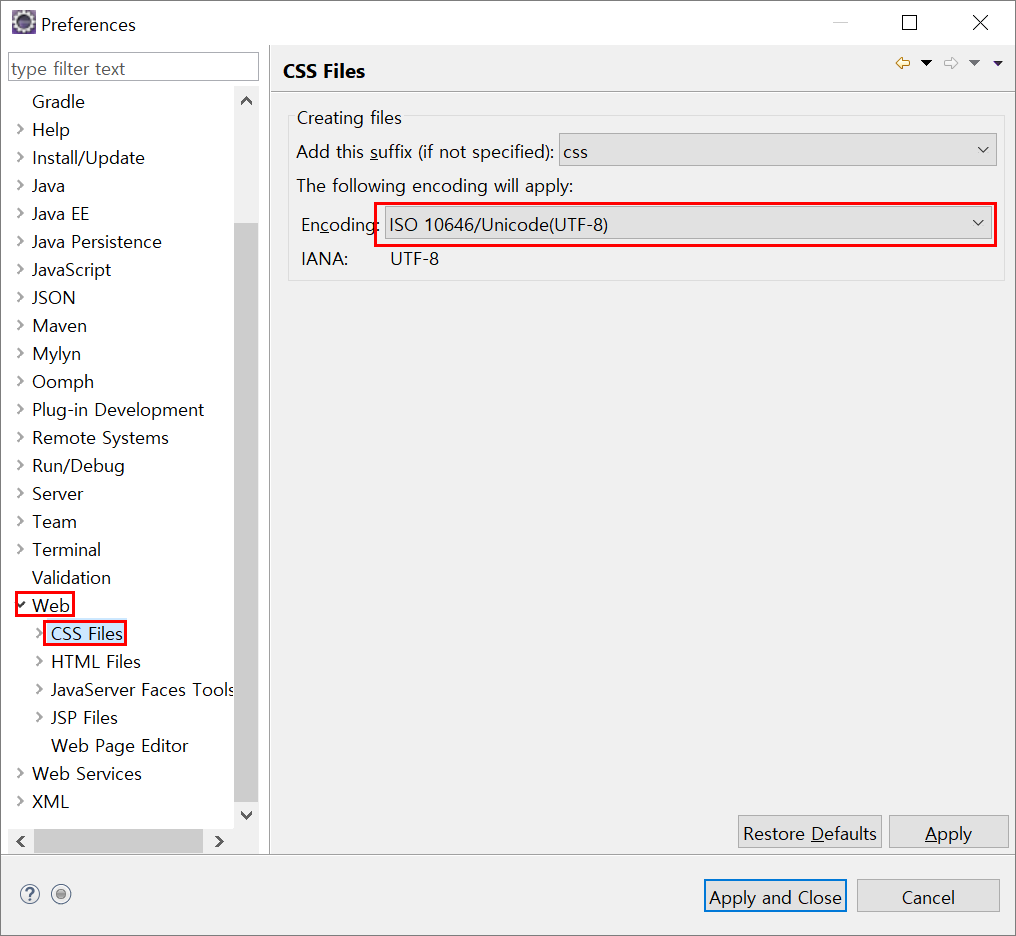 Preferences
type filter text
Gradle
Help
Install/Update
Java
Java EE
Java Persistence
JavaScript
JSON
Maven
Mylyn
Oomph
Plug-in Development
Remote Systems
Run/Debug
Server
Team
Terminal
Validation
Web
CSS Files
HTML Files
JavaServer Faces Tools
JSP Files
Web Page Editor
Web Services
XML
CSS Files
Creating files
Add this suffix (if not specified): css
The following encoding will apply:
Encoding: ISO 10646/Unicode(UTF-8)
IANA: UTF-8
Restore Defaults Apply
? Apply and Close Cancel